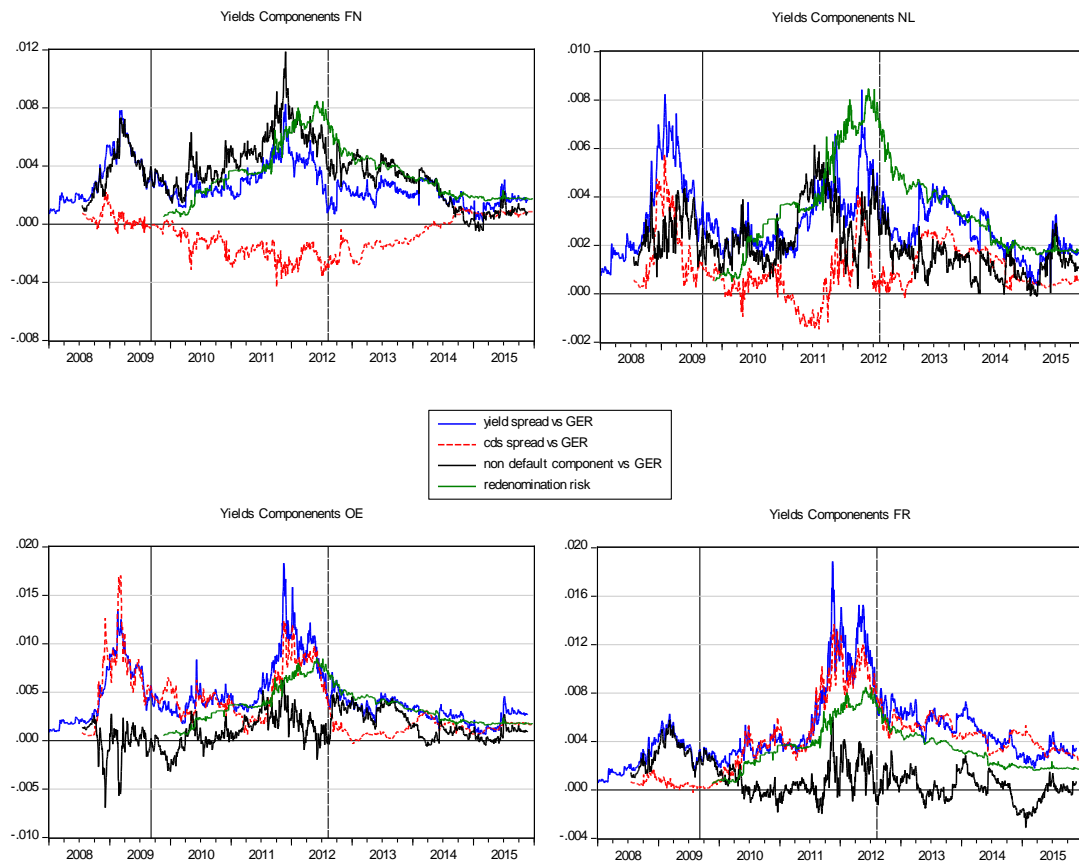 Yields Componenents FN
.012
.008
.004
.000
-.004
-.008
2008 2009 2010 2011 2012 2013 2014 2015
Yields Componenents NL
.010
.008
.006
.004
.002
.000
-.002
2008 2009 2010 2011 2012 2013 2014 2015
yield spread vs GER
cds spread vs GER
non default component vs GER
redenomination risk
Yields Componenents OE
.020
.015
.010
.005
.000
-.005
-.010
2008 2009 2010 2011 2012 2013 2014 2015
Yields Componenents FR
.020
.016
.012
.008
.004
.000
-.004
2008 2009 2010 2011 2012 2013 2014 2015